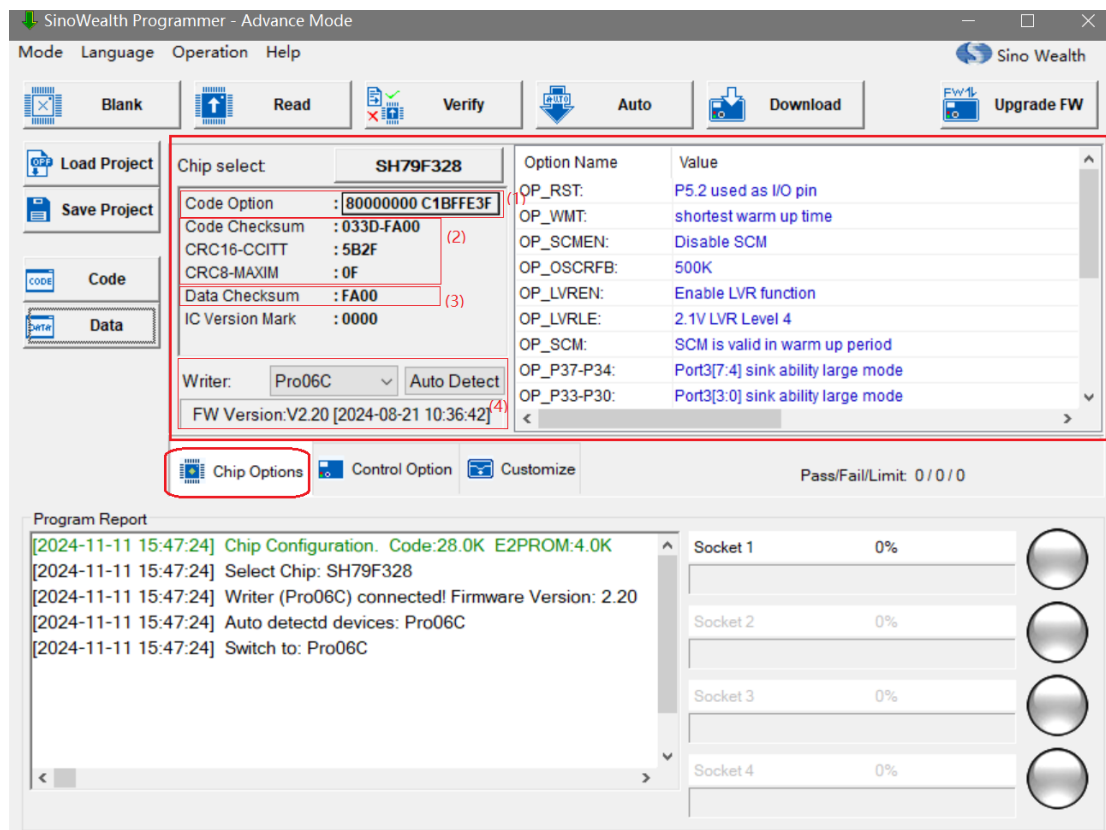 SinoWealth Programmer - Advance Mode
Mode Language Operation Help
Sino Wealth
Blank
Read
Verify
AUTO
Auto
Download
FW
Upgrade FW
OPP
Load Project
Save Project
CODE
Code
DATA
Data
Chip select:
SH79F328
Code Option : 80000000 C1BFFE3F (1)
Code Checksum : 033D-FA00
CRC16-CCITT : 5B2F (2)
CRC8-MAXIM : 0F
Data Checksum : FA00 (3)
IC Version Mark : 0000
Writer: Pro06C Auto Detect
FW Version:V2.20 [2024-08-21 10:36:42] (4)
Option Name Value
OP_RST: P5.2 used as I/O pin
OP_WMT: shortest warm up time
OP_SCMEN: Disable SCM
OP_OSCRFB: 500K
OP_LVREN: Enable LVR function
OP_LVRLE: 2.1V LVR Level 4
OP_SCM: SCM is valid in warm up period
OP_P37-P34: Port3[7:4] sink ability large mode
OP_P33-P30: Port3[3:0] sink ability large mode
Chip Options
Control Option
Customize
Pass/Fail/Limit: 0 / 0 / 0
Program Report
[2024-11-11 15:47:24] Chip Configuration. Code:28.0K E2PROM:4.0K
[2024-11-11 15:47:24] Select Chip: SH79F328
[2024-11-11 15:47:24] Writer (Pro06C) connected! Firmware Version: 2.20
[2024-11-11 15:47:24] Auto detectd devices: Pro06C
[2024-11-11 15:47:24] Switch to: Pro06C
Socket 1 0%
Socket 2 0%
Socket 3 0%
Socket 4 0%